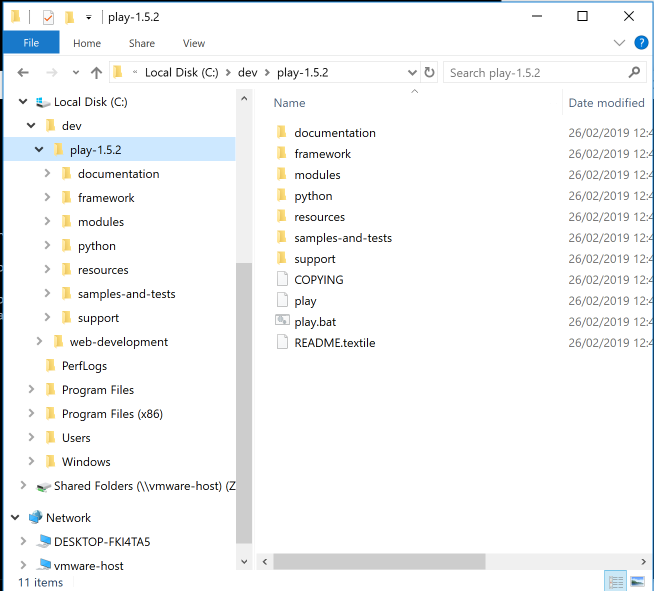 play-1.5.2
File Home Share View
« Local Disk (C:) > dev > play-1.5.2 Search play-1.5.2
Local Disk (C:)
dev
play-1.5.2
documentation
framework
modules
python
resources
samples-and-tests
support
web-development
PerfLogs
Program Files
Program Files (x86)
Users
Windows
Shared Folders (\\vmware-host) (Z
Network
DESKTOP-FKI4TA5
vmware-host
Name Date modified
documentation 26/02/2019 12:4
framework 26/02/2019 12:4
modules 26/02/2019 12:4
python 26/02/2019 12:4
resources 26/02/2019 12:4
samples-and-tests 26/02/2019 12:4
support 26/02/2019 12:4
COPYING 26/02/2019 12:4
play 26/02/2019 12:4
play.bat 26/02/2019 12:4
README.textile 26/02/2019 12:4
11 items